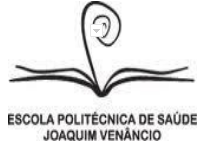 ESCOLA POLITÉCNICA DE SAÚDE
JOAQUIM VENÂNCIO